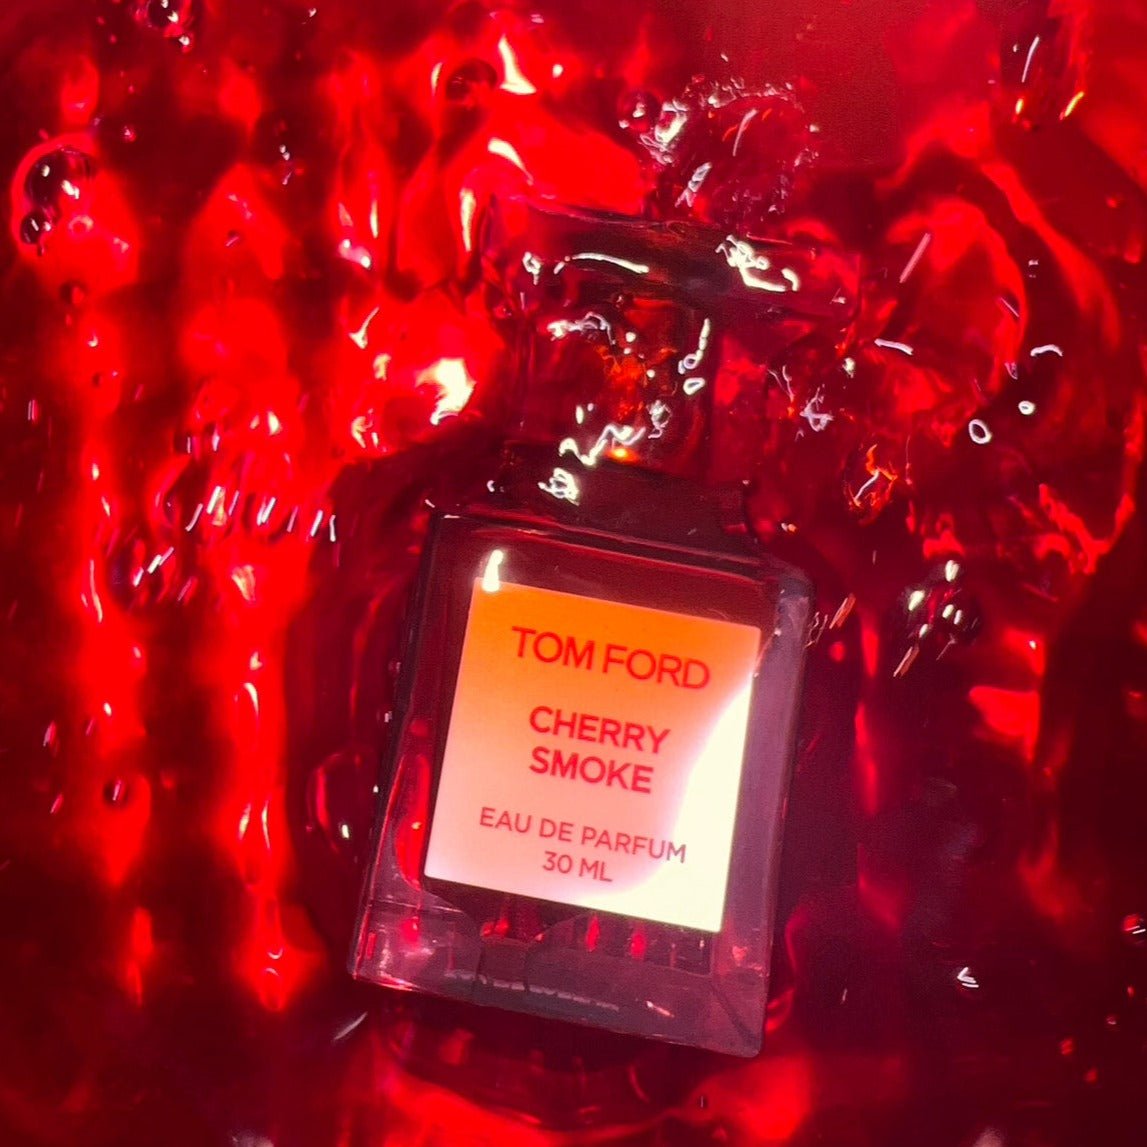 TOM FORD
CHERRY
SMOKE
EAU DE PARFUM
30 ML